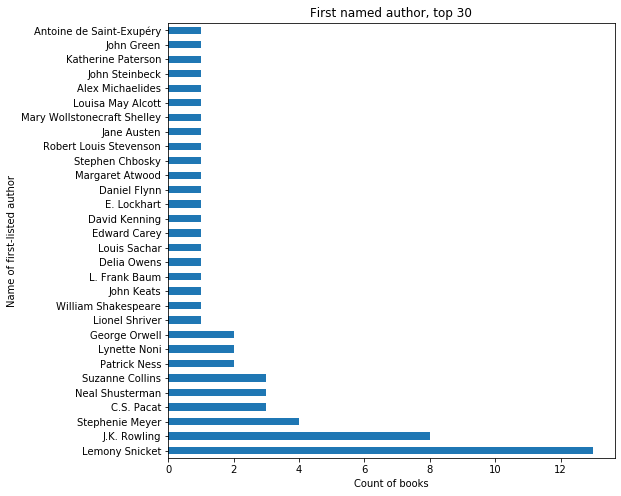 First named author, top 30
Name of first-listed author
Antoine de Saint-Exupéry
John Green
Katherine Paterson
John Steinbeck
Alex Michaelides
Louisa May Alcott
Mary Wollstonecraft Shelley
Jane Austen
Robert Louis Stevenson
Stephen Chbosky
Margaret Atwood
Daniel Flynn
E. Lockhart
David Kenning
Edward Carey
Louis Sachar
Delia Owens
L. Frank Baum
John Keats
William Shakespeare
Lionel Shriver
George Orwell
Lynette Noni
Patrick Ness
Suzanne Collins
Neal Shusterman
C.S. Pacat
Stephenie Meyer
J.K. Rowling
Lemony Snicket
0 2 4 6 8 10 12
Count of books